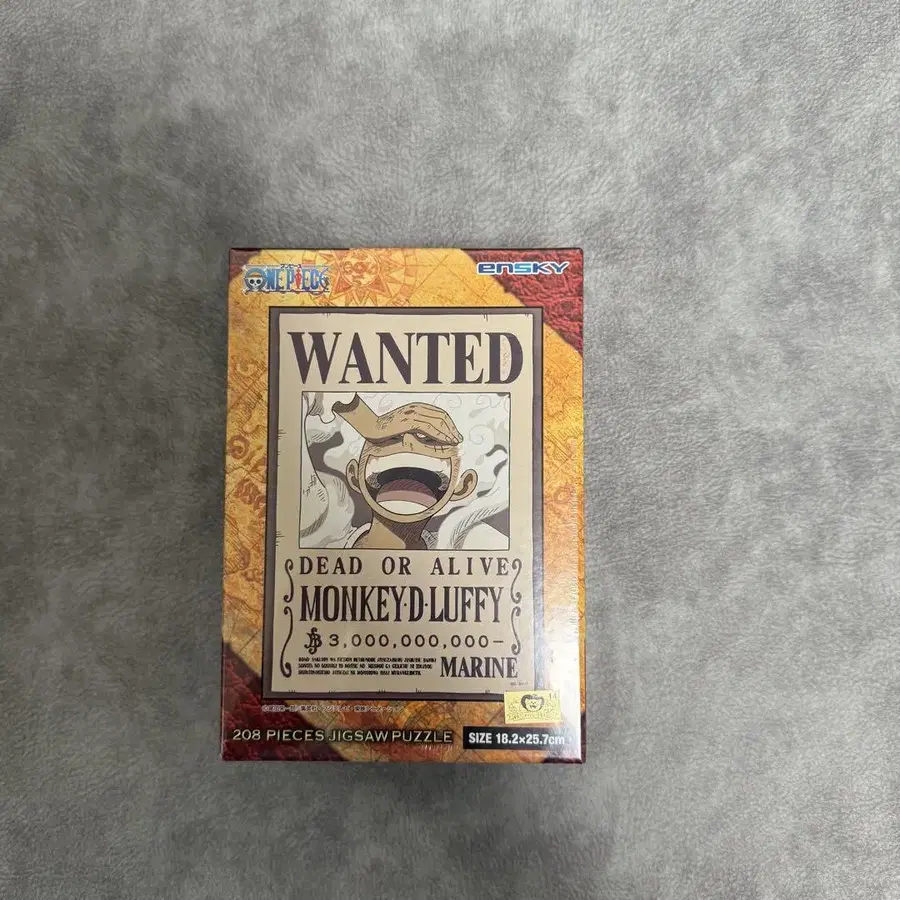 ONE PIECE
ensky
WANTED
DEAD OR ALIVE
MONKEY·D·LUFFY
3,000,000,000-
MARINE
208 PIECES JIGSAW PUZZLE
SIZE 18.2×25.7cm